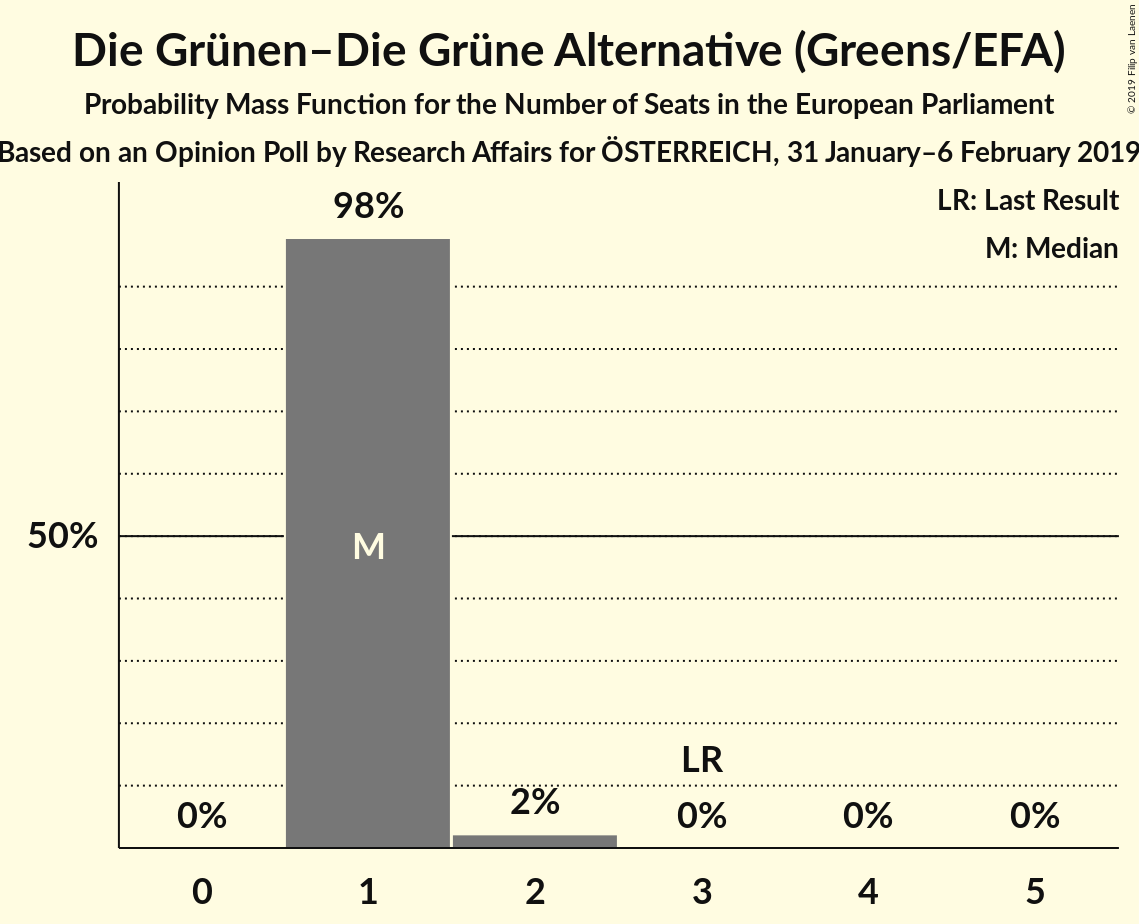 Die Grünen–Die Grüne Alternative (Greens/EFA)
Probability Mass Function for the Number of Seats in the European Parliament
Based on an Opinion Poll by Research Affairs for ÖSTERREICH, 31 January–6 February 2019
© 2019 Filip van Laenen
LR: Last Result
M: Median
98%
50%
M
LR
0%
2%
0%
0%
0%
0 1 2 3 4 5